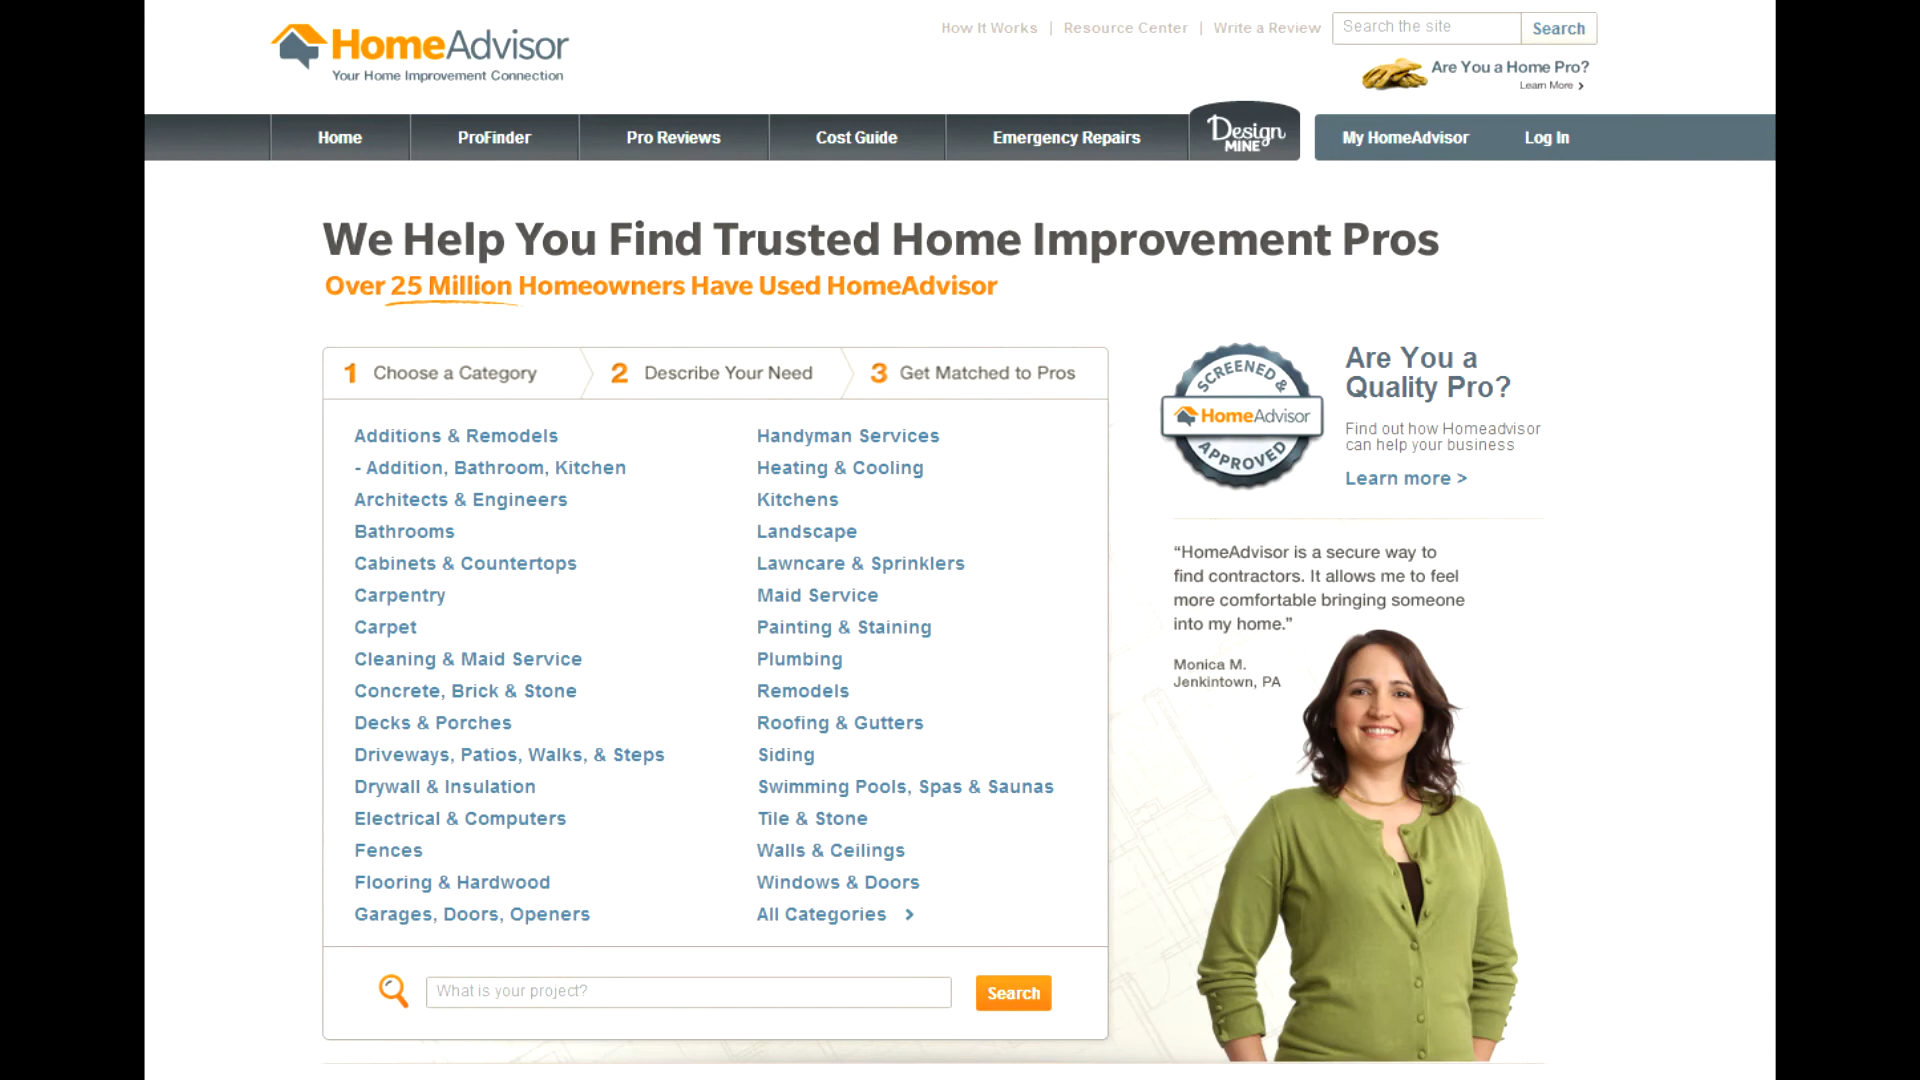 HomeAdvisor
Your Home Improvement Connection
How It Works | Resource Center | Write a Review
Search the site
Search
Are You a Home Pro?
Learn More >
Home
ProFinder
Pro Reviews
Cost Guide
Emergency Repairs
Design
MINE
My HomeAdvisor
Log In
We Help You Find Trusted Home Improvement Pros
Over 25 Million Homeowners Have Used HomeAdvisor
1 Choose a Category
2 Describe Your Need
3 Get Matched to Pros
Additions & Remodels
- Addition, Bathroom, Kitchen
Architects & Engineers
Bathrooms
Cabinets & Countertops
Carpentry
Carpet
Cleaning & Maid Service
Concrete, Brick & Stone
Decks & Porches
Driveways, Patios, Walks, & Steps
Drywall & Insulation
Electrical & Computers
Fences
Flooring & Hardwood
Garages, Doors, Openers
Handyman Services
Heating & Cooling
Kitchens
Landscape
Lawncare & Sprinklers
Maid Service
Painting & Staining
Plumbing
Remodels
Roofing & Gutters
Siding
Swimming Pools, Spas & Saunas
Tile & Stone
Walls & Ceilings
Windows & Doors
All Categories >
What is your project?
Search
SCREENED &
HomeAdvisor
APPROVED
Are You a
Quality Pro?
Find out how Homeadvisor
can help your business
Learn more >
“HomeAdvisor is a secure way to
find contractors. It allows me to feel
more comfortable bringing someone
into my home.”
Monica M.
Jenkintown, PA